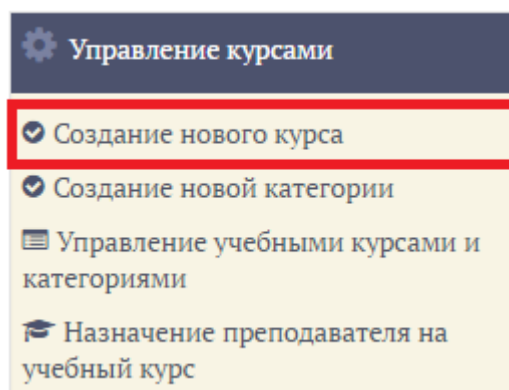 Управление курсами
Создание нового курса
Создание новой категории
Управление учебными курсами и
категориями
Назначение преподавателя на
учебный курс